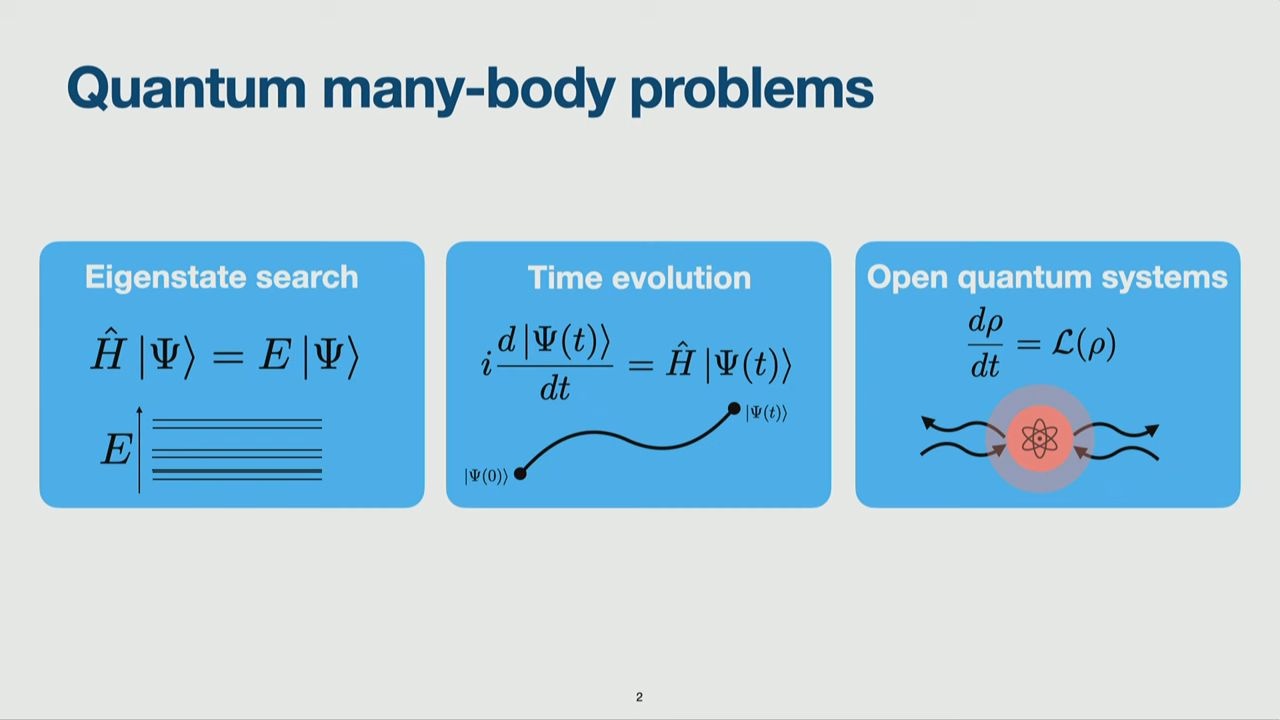 Quantum many-body problems
Eigenstate search
Ĥ |Ψ⟩ = E |Ψ⟩
E
Time evolution
i d|Ψ(t)⟩/dt = Ĥ |Ψ(t)⟩
|Ψ(t)⟩
|Ψ(0)⟩
Open quantum systems
dρ/dt = ℒ(ρ)
2